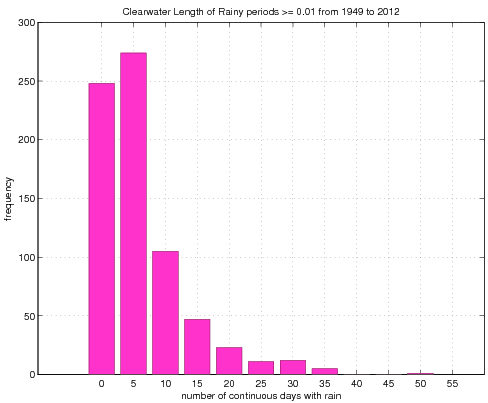 Clearwater Length of Rainy periods >= 0.01 from 1949 to 2012
300
250
200
150
100
50
0
frequency
0 5 10 15 20 25 30 35 40 45 50 55
number of continuous days with rain